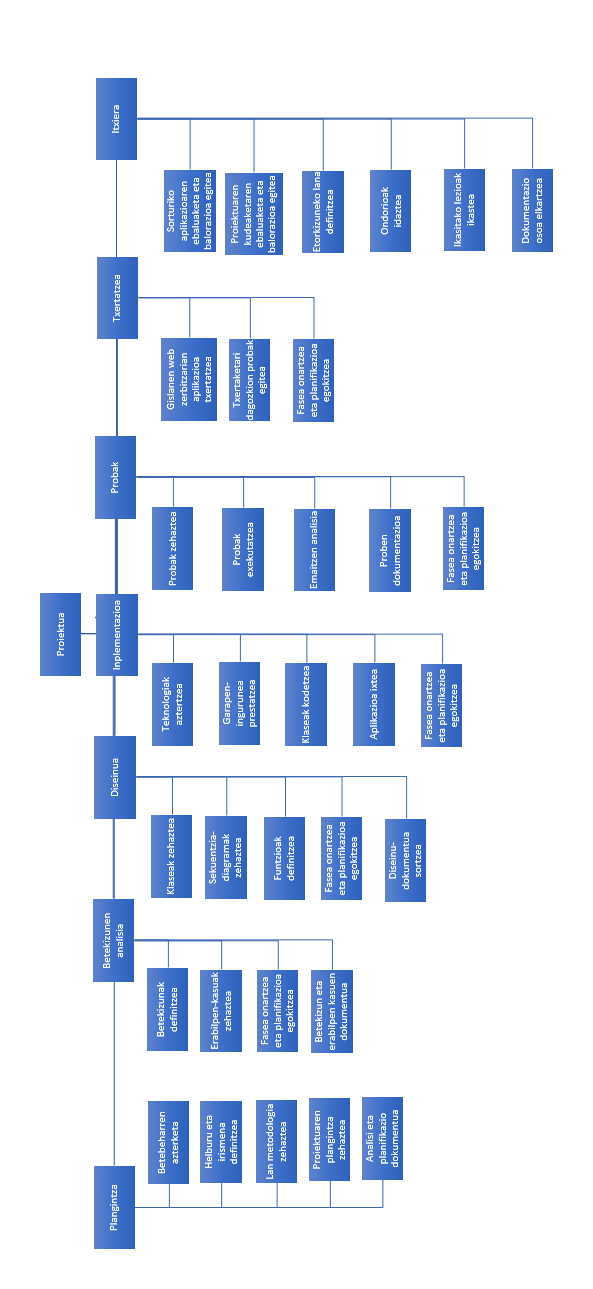 Proiektua
Plangintza
Betebeharren
azterketa
Helburu eta
irismena
definitzea
Lan metodologia
zehaztea
Proiektuaren
plangintza
zehaztea
Analisi eta
planifikazio
dokumentua
Betekizunen
analisia
Betekizunak
definitzea
Erabilpen-kasuak
zehaztea
Fasea onartzea
eta planifikazioa
egokitzea
Betekizun eta
erabilpen kasuen
dokumentua
Diseinua
Klaseak zehaztea
Sekuentzia-
diagramak
zehaztea
Funtzioak
definitzea
Fasea onartzea
eta planifikazioa
egokitzea
Diseinu-
dokumentua
sortzea
Inplementazioa
Teknologiak
aztertzea
Garapen-
ingurunea
prestatzea
Klaseak kodetzea
Aplikazioa ixtea
Fasea onartzea
eta planifikazioa
egokitzea
Probak
Probak zehaztea
Probak
exekutatzea
Emaitzen analisia
Proben
dokumentazioa
Fasea onartzea
eta planifikazioa
egokitzea
Txertatzea
Gislanen web
zerbitzarian
aplikazioa
txertatzea
Txertaketari
dagozkion probak
egitea
Fasea onartzea
eta planifikazioa
egokitzea
Itxiera
Sorturiko
aplikazioaren
ebaluaketa eta
balorazioa egitea
Proiektuaren
kudeaketaren
ebaluaketa eta
balorazioa egitea
Etorkizuneko lana
definitzea
Ondorioak
idaztea
Ikasitako lezioak
ikastea
Dokumentazio
osoa elkartzea